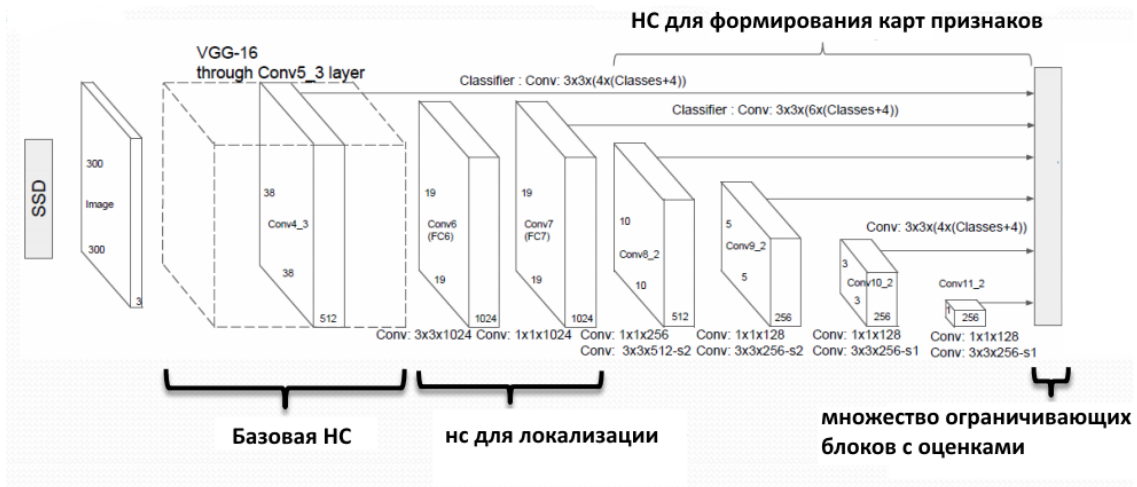 НС для формирования карт признаков
VGG-16
through Conv5_3 layer
Classifier : Conv: 3x3x(4x(Classes+4))
Classifier : Conv: 3x3x(6x(Classes+4))
SSD
300
Image
300
3
38
Conv4_3
38
512
19
Conv6
(FC6)
19
1024
19
Conv7
(FC7)
19
1024
10
Conv8_2
10
512
5
Conv9_2
5
256
Conv: 3x3x(4x(Classes+4))
3
Conv10_2
3
256
Conv11_2
1
256
Conv: 3x3x1024
Conv: 1x1x1024
Conv: 1x1x256
Conv: 3x3x512-s2
Conv: 1x1x128
Conv: 3x3x256-s2
Conv: 1x1x128
Conv: 3x3x256-s1
Conv: 1x1x128
Conv: 3x3x256-s1
Базовая НС
нс для локализации
множество ограничивающих
блоков с оценками